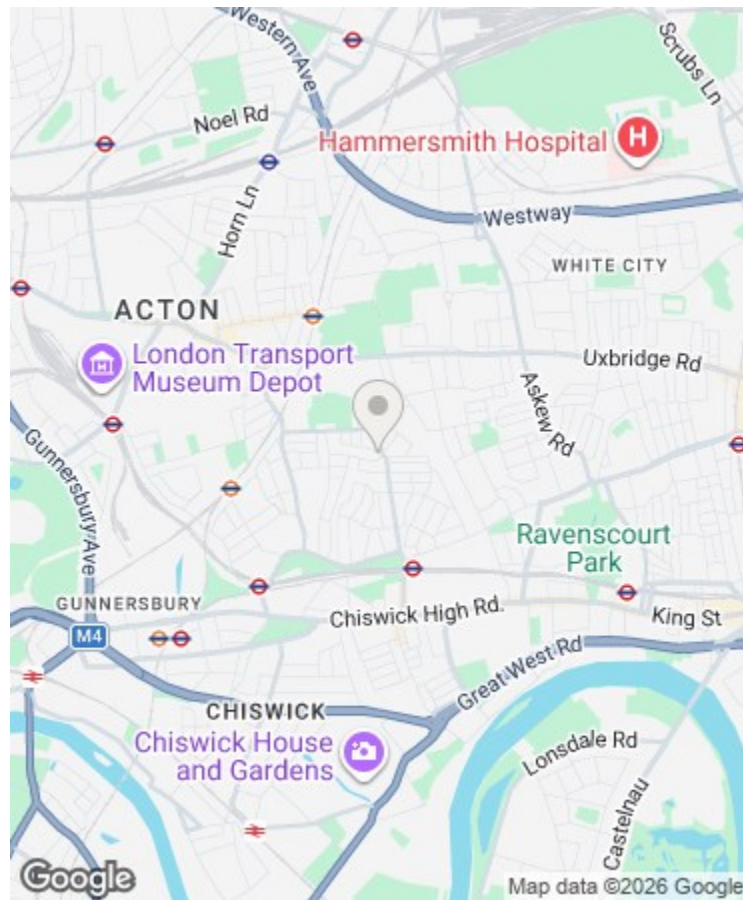 Western Ave
Scrubs Ln
Noel Rd
Hammersmith Hospital
H
Horn Ln
Westway
WHITE CITY
ACTON
London Transport
Museum Depot
Uxbridge Rd
Askew Rd
Gunnersbury Ave
Ravenscourt
Park
GUNNERSBURY
Chiswick High Rd.
King St
M4
Great West Rd
CHISWICK
Chiswick House
and Gardens
Lonsdale Rd
Castelnau
Google
Map data ©2026 Google